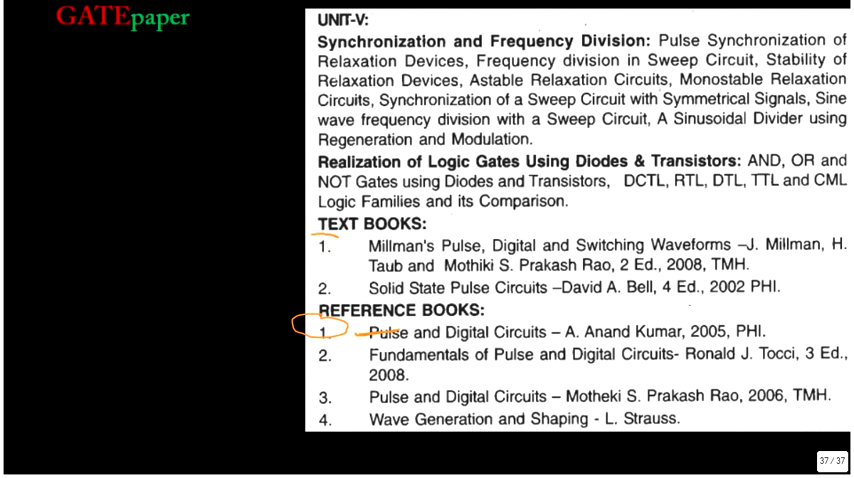 GATEpaper
UNIT-V:
Synchronization and Frequency Division: Pulse Synchronization of
Relaxation Devices, Frequency division in Sweep Circuit, Stability of
Relaxation Devices, Astable Relaxation Circuits, Monostable Relaxation
Circuits, Synchronization of a Sweep Circuit with Symmetrical Signals, Sine
wave frequency division with a Sweep Circuit, A Sinusoidal Divider using
Regeneration and Modulation.
Realization of Logic Gates Using Diodes & Transistors: AND, OR and
NOT Gates using Diodes and Transistors, DCTL, RTL, DTL, TTL and CML
Logic Families and its Comparison.
TEXT BOOKS:
1. Millman's Pulse, Digital and Switching Waveforms –J. Millman, H.
Taub and Mothiki S. Prakash Rao, 2 Ed., 2008, TMH.
2. Solid State Pulse Circuits –David A. Bell, 4 Ed., 2002 PHI.
REFERENCE BOOKS:
1. Pulse and Digital Circuits – A. Anand Kumar, 2005, PHI.
2. Fundamentals of Pulse and Digital Circuits- Ronald J. Tocci, 3 Ed.,
2008.
3. Pulse and Digital Circuits – Motheki S. Prakash Rao, 2006, TMH.
4. Wave Generation and Shaping - L. Strauss.
37 / 37